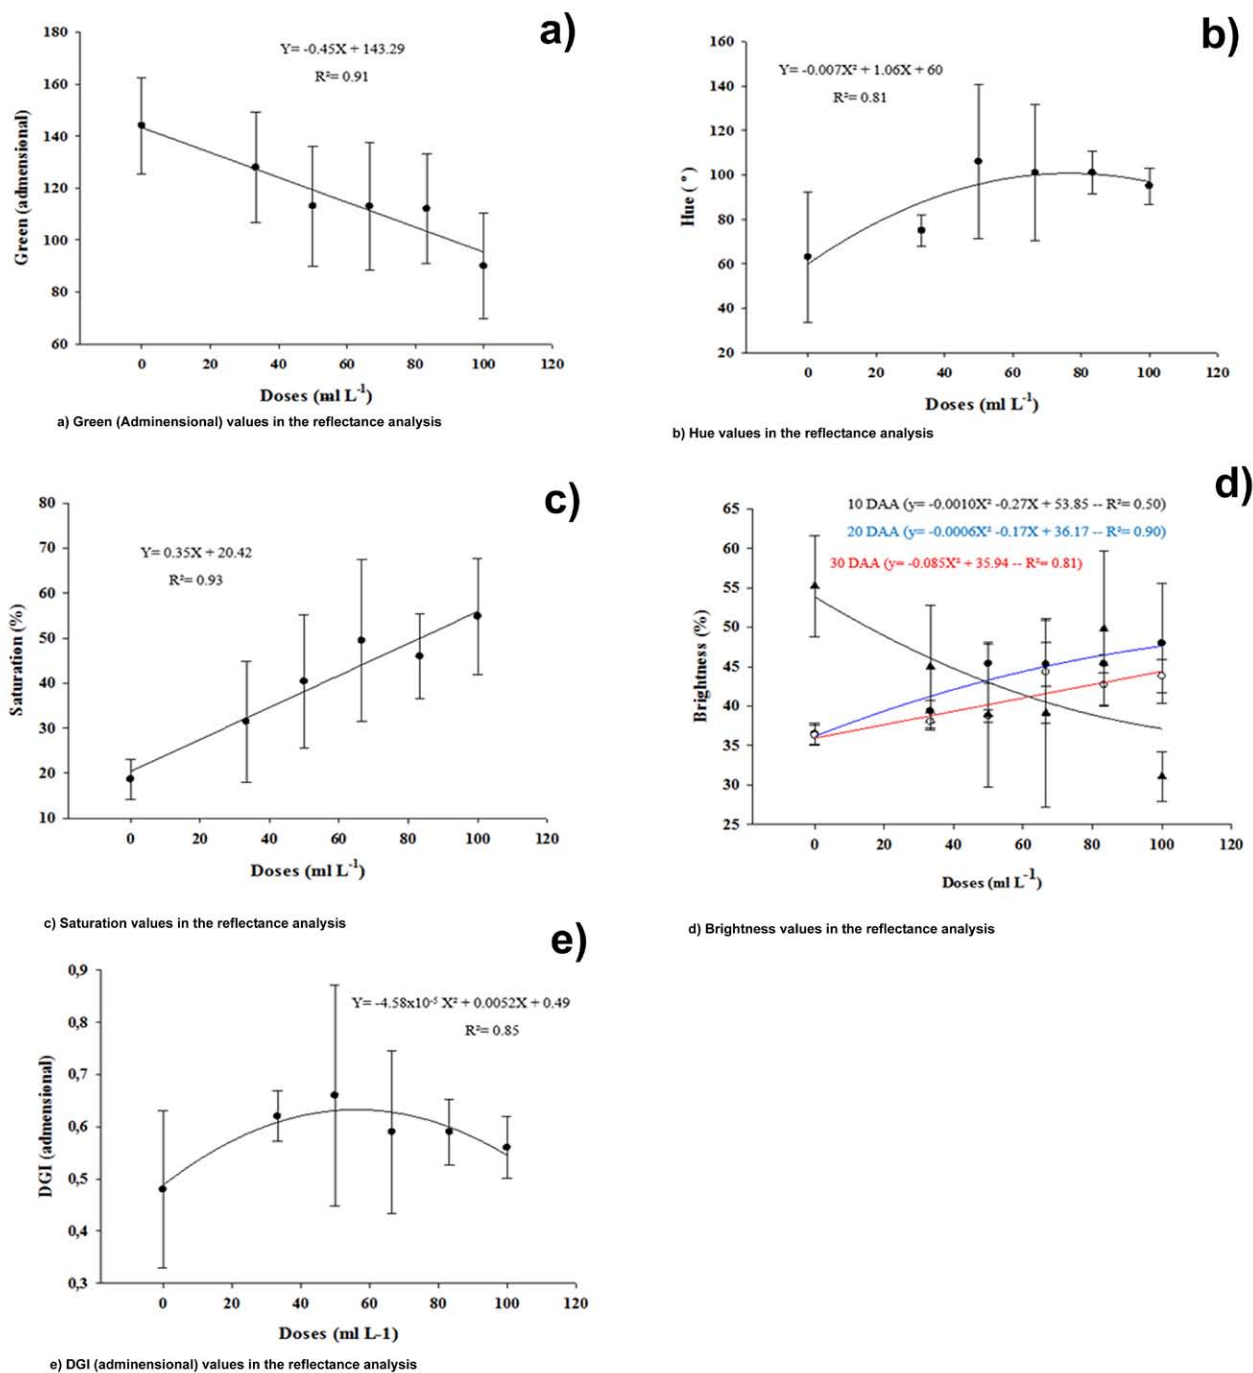 a)
Y= -0.45X + 143.29
R²= 0.91
180
160
140
120
100
80
60
Green (admensional)
0 20 40 60 80 100 120
Doses (ml L⁻¹)
a) Green (Adminensional) values in the reflectance analysis
b)
Y= -0.007X² + 1.06X + 60
R²= 0.81
160
140
120
100
80
60
40
20
Hue ( º)
0 20 40 60 80 100 120
Doses (ml L⁻¹)
b) Hue values in the reflectance analysis
c)
Y= 0.35X + 20.42
R²= 0.93
80
70
60
50
40
30
20
10
Saturation (%)
0 20 40 60 80 100 120
Doses (ml L⁻¹)
c) Saturation values in the reflectance analysis
d)
10 DAA (y= -0.0010X² -0.27X + 53.85 -- R²= 0.50)
20 DAA (y= -0.0006X² -0.17X + 36.17 -- R²= 0.90)
30 DAA (y= -0.085X² + 35.94 -- R²= 0.81)
65
60
55
50
45
40
35
30
25
Brightness (%)
0 20 40 60 80 100 120
Doses (ml L⁻¹)
d) Brightness values in the reflectance analysis
e)
Y= -4.58x10⁻⁵ X² + 0.0052X + 0.49
R²= 0.85
0,9
0,8
0,7
0,6
0,5
0,4
0,3
DGI (admensional)
0 20 40 60 80 100 120
Doses (ml L-1)
e) DGI (adminensional) values in the reflectance analysis